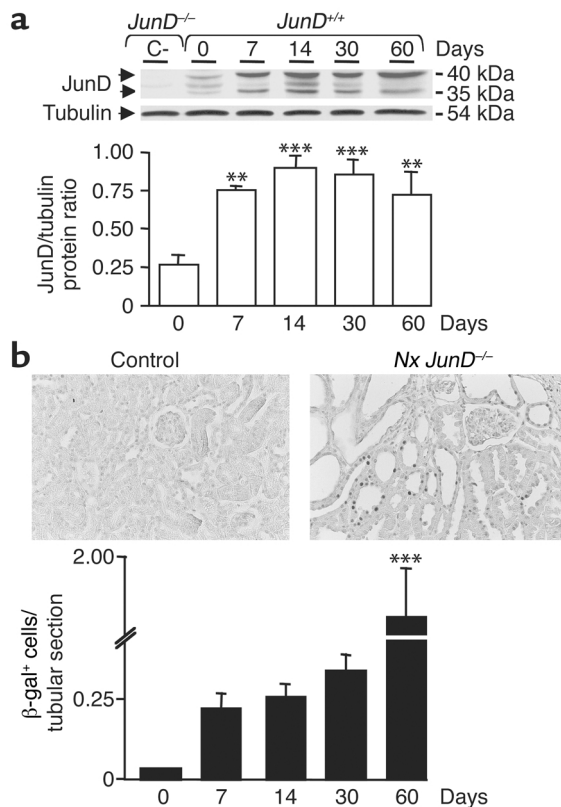 a
JunD–/– JunD+/+
C- 0 7 14 30 60 Days
JunD
40 kDa
35 kDa
Tubulin 54 kDa
JunD/tubulin
protein ratio
1.00
0.75
0.50
0.25
0
** *** *** **
0 7 14 30 60 Days
b
Control Nx JunD–/–
β-gal+ cells/
tubular section
2.00
0.25
0
***
0 7 14 30 60 Days